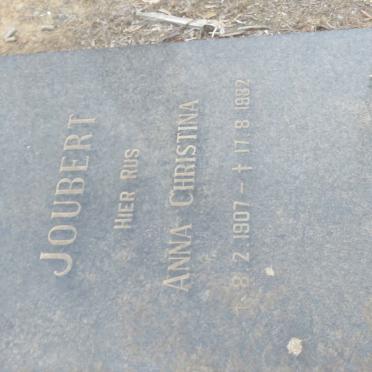 JOUBERT
HIER RUS
ANNA CHRISTINA
8 2 1907 – † 17 8 1982